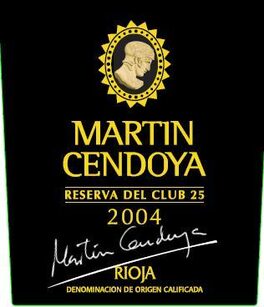 MARTIN
CENDOYA
RESERVA DEL CLUB 25
2004
Martin Cendoya
RIOJA
DENOMINACION DE ORIGEN CALIFICADA